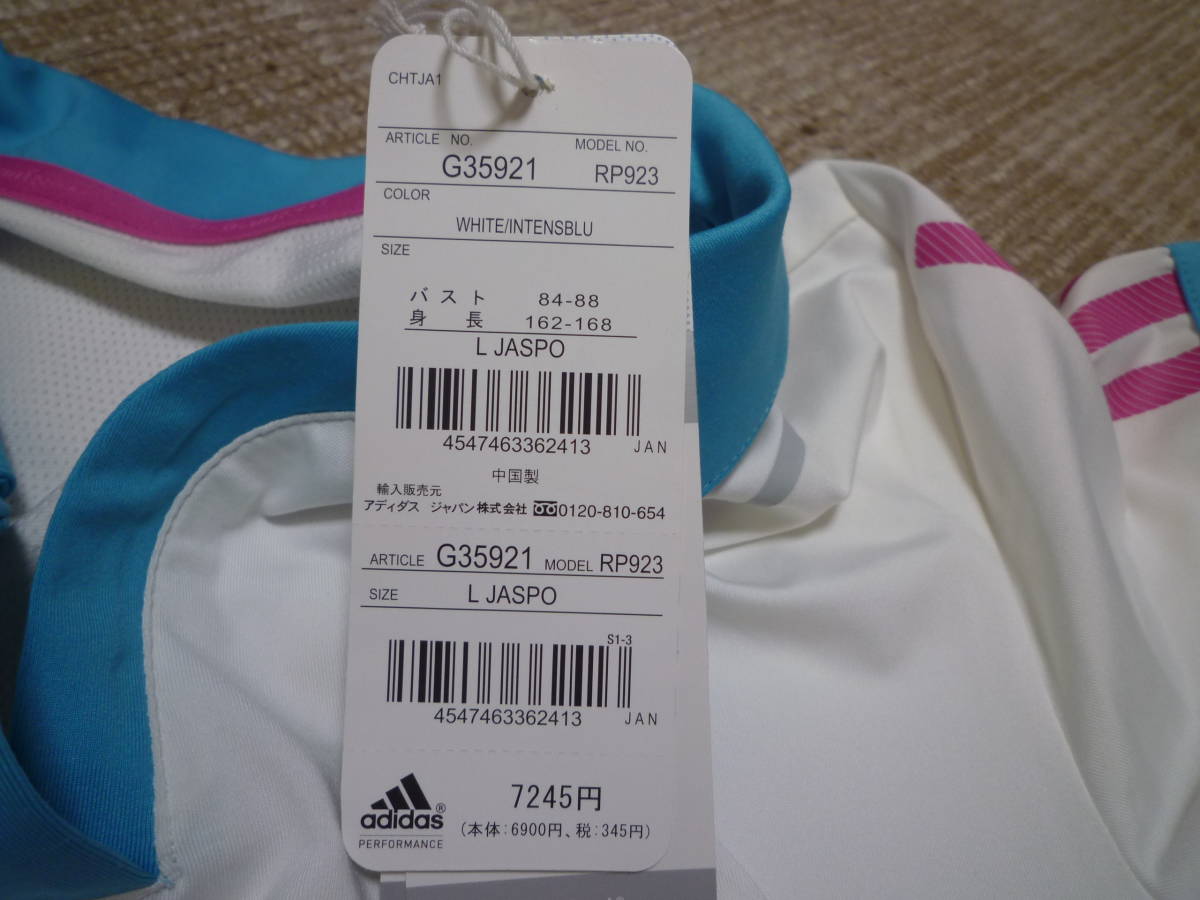 CHTJA1
ARTICLE NO. MODEL NO.
G35921 RP923
COLOR
WHITE/INTENSBLU
SIZE
バスト 84-88
身長 162-168
L JASPO
4547463362413 JAN
中国製
輸入販売元
アディダス ジャパン株式会社 0120-810-654
ARTICLE G35921 MODEL RP923
SIZE L JASPO
S1-3
4547463362413 JAN
adidas®
PERFORMANCE
7245円
(本体:6900円、税:345円)